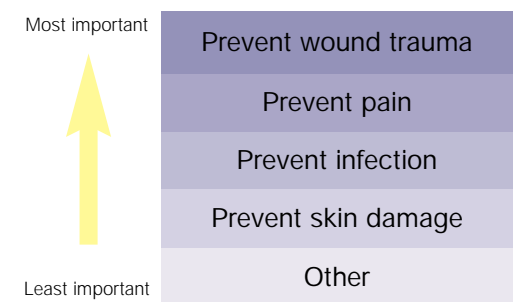 Most important
Prevent wound trauma
Prevent pain
Prevent infection
Prevent skin damage
Other
Least important